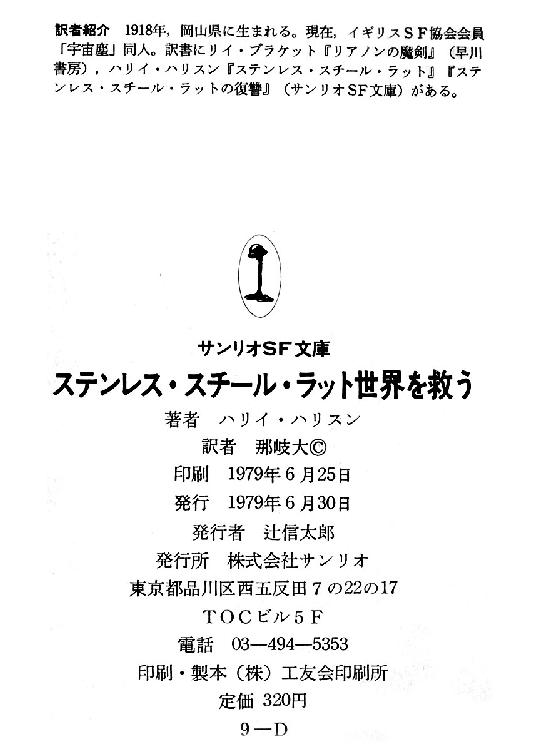 訳者紹介 1918年，岡山県に生まれる。現在，イギリスＳＦ協会会員
「宇宙塵」同人。訳書にリイ・ブラケット『リアノンの魔剣』（早川
書房），ハリイ・ハリスン『ステンレス・スチール・ラット』『ステ
ンレス・スチール・ラットの復讐』（サンリオSF文庫）がある。
サンリオSF文庫
ステンレス・スチール・ラット世界を救う
著者 ハリイ・ハリスン
訳者 那岐大©
印刷 1979年6月25日
発行 1979年6月30日
発行者 辻信太郎
発行所 株式会社サンリオ
東京都品川区西五反田7の22の17
TOCビル5F
電話 03―494―5353
印刷・製本（株）工友会印刷所
定価 320円
9―D